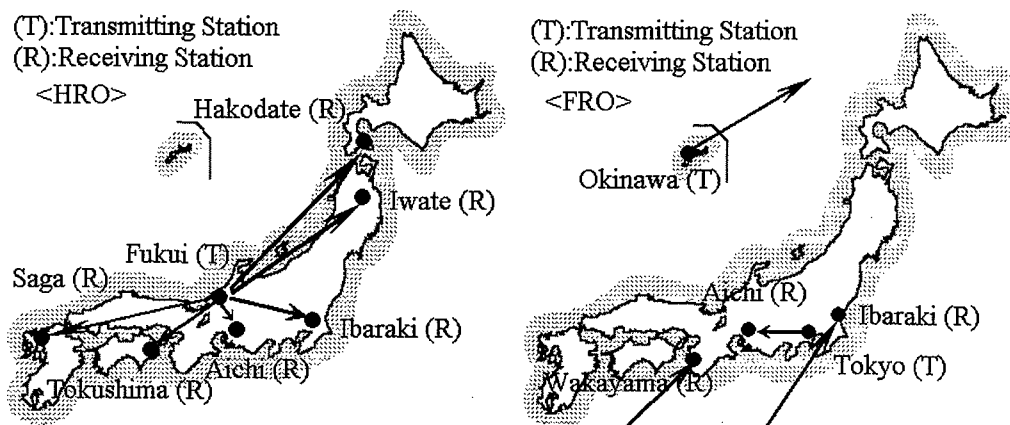 (T):Transmitting Station
(R):Receiving Station
<HRO>
Hakodate (R)
Iwate (R)
Fukui (T)
Saga (R)
Ibaraki (R)
Aichi (R)
Tokushima (R)
(T):Transmitting Station
(R):Receiving Station
<FRO>
Okinawa (T)
Aichi (R)
Ibaraki (R)
Tokyo (T)
Wakayama (R)